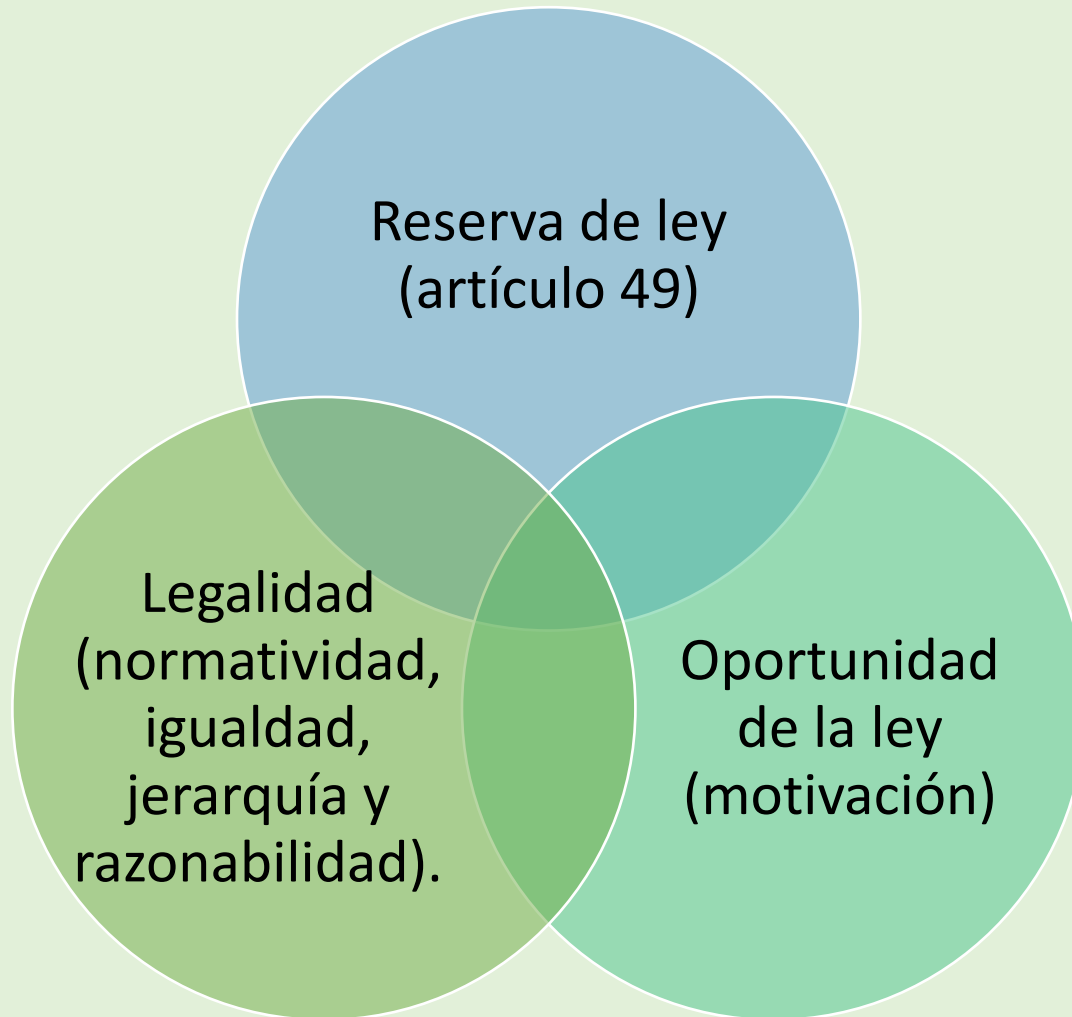 Reserva de ley
(artículo 49)
Legalidad
(normatividad,
igualdad,
jerarquía y
razonabilidad).
Oportunidad
de la ley
(motivación)